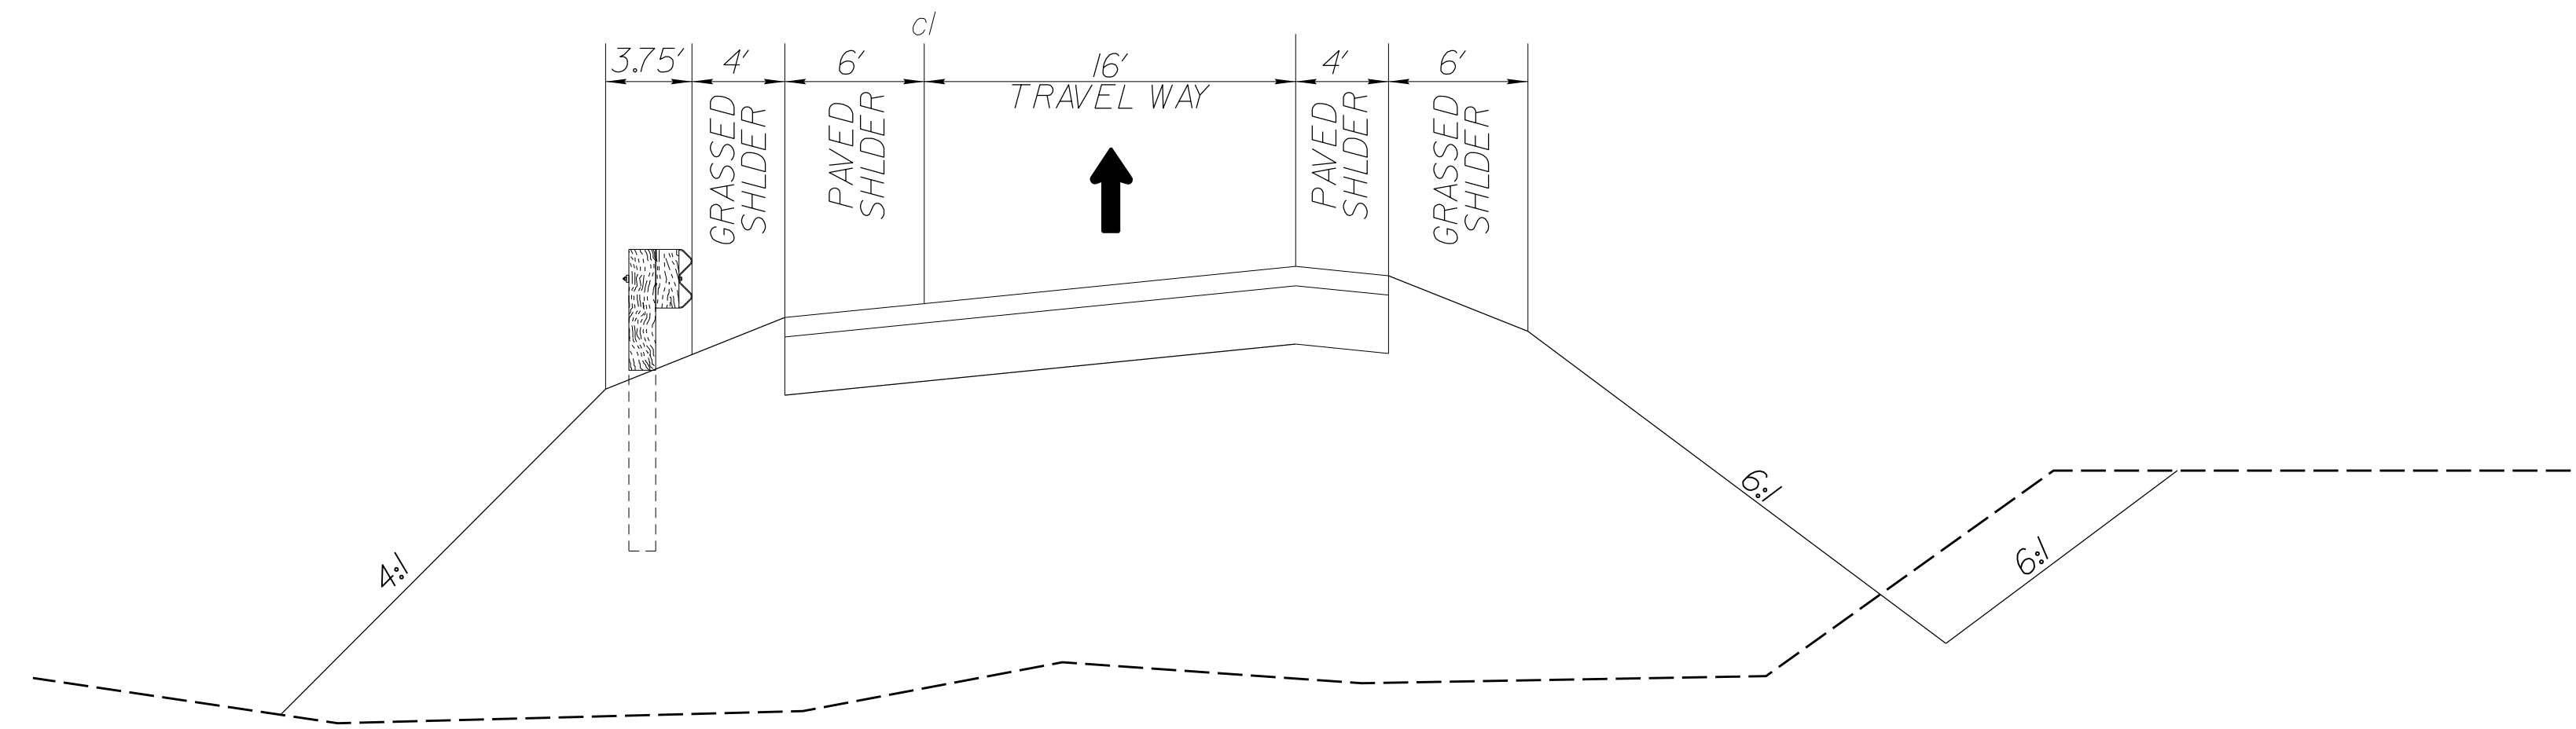 cl
3.75' 4' 6' 16' 4' 6'
TRAVEL WAY
GRASSED
SHLDER
PAVED
SHLDER
PAVED
SHLDER
GRASSED
SHLDER
4:1
6:1
6:1